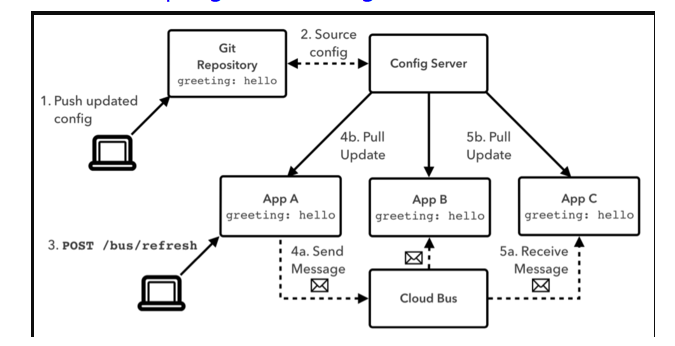 Git
Repository
greeting: hello
2. Source
config
Config Server
1. Push updated
config
4b. Pull
Update
5b. Pull
Update
App A
greeting: hello
App B
greeting: hello
App C
greeting: hello
3. POST /bus/refresh
4a. Send
Message
5a. Receive
Message
Cloud Bus